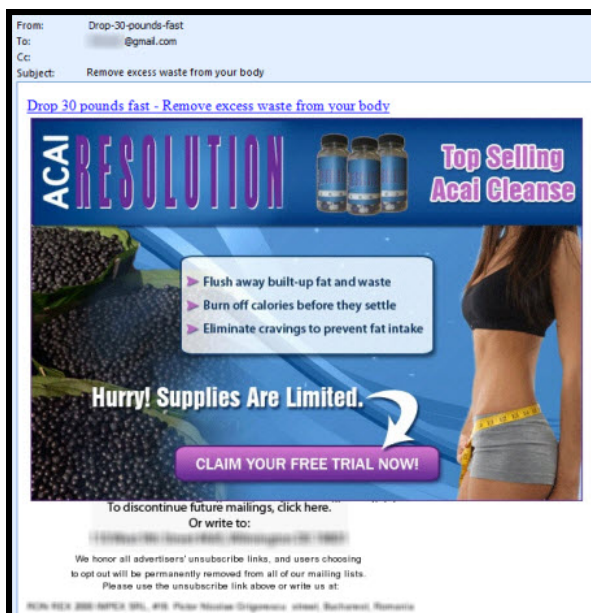 From: Drop-30-pounds-fast
To: @gmail.com
Cc:
Subject: Remove excess waste from your body
Drop 30 pounds fast - Remove excess waste from your body
ACAI RESOLUTION
Top Selling
Acai Cleanse
Flush away built-up fat and waste
Burn off calories before they settle
Eliminate cravings to prevent fat intake
Hurry! Supplies Are Limited.
CLAIM YOUR FREE TRIAL NOW!
To discontinue future mailings, click here.
Or write to:
We honor all advertisers' unsubscribe links, and users choosing
to opt out will be permanently removed from all of our mailing lists.
Please use the unsubscribe link above or write us at: